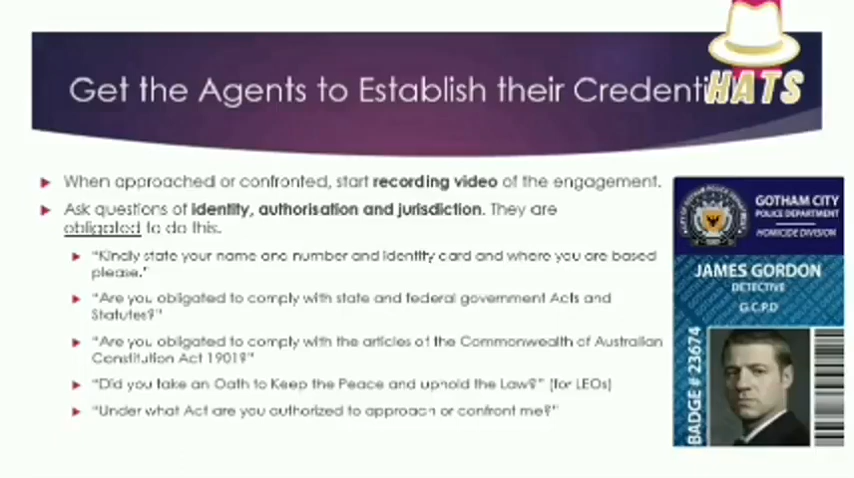 Get the Agents to Establish their Credenti
HATS
When approached or confronted, start recording video of the engagement.
Ask questions of identity, authorisation and jurisdiction. They are
obligated to do this.
"Kindly state your name and number and identity card and where you are based
please."
"Are you obligated to comply with state and federal government Acts and
Statutes?"
"Are you obligated to comply with the articles of the Commonwealth of Australian
Constitution Act 1901?"
"Did you take an Oath to Keep the Peace and uphold the Law?" (for LEOs)
"Under what Act are you authorized to approach or confront me?"
GOTHAM CITY
POLICE DEPARTMENT
HOMICIDE DIVISION
JAMES GORDON
DETECTIVE
G.C.P.D
BADGE # 23674